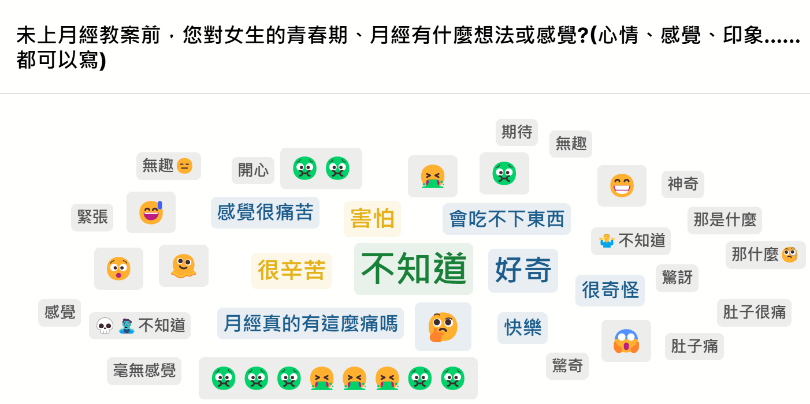 未上月經教案前，您對女生的青春期、月經有什麼想法或感覺?(心情、感覺、印象......
都可以寫)
期待
無趣
無趣😑
開心
🤢🤢
🤮
🤢
😁
神奇
緊張
😅
感覺很痛苦
害怕
會吃不下東西
那是什麼
🤷‍♂️不知道
那什麼🫨
😯
🙂
很辛苦
不知道
好奇
驚訝
很奇怪
感覺
💀🧟‍♂️不知道
月經真的有這麼痛嗎
🤔
快樂
肚子很痛
😱
肚子痛
毫無感覺
驚奇
🤢🤢🤢🤮🤮🤮🤢🤢